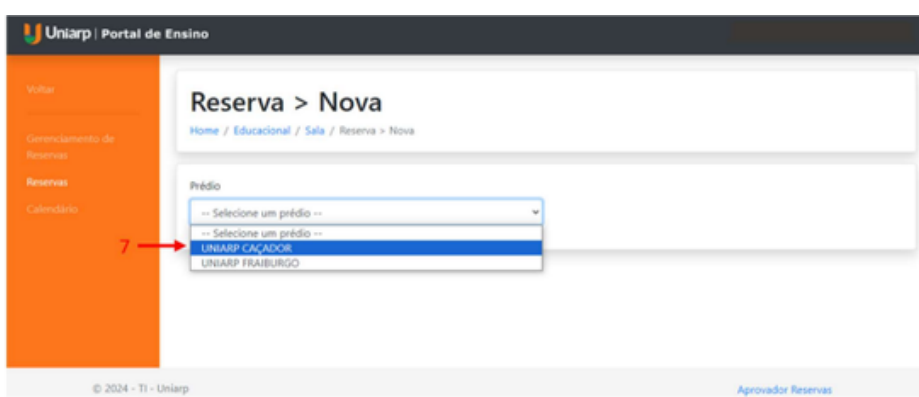 Uniarp | Portal de Ensino
Voltar
Gerenciamento de
Reservas
Reservas
Calendário
Reserva > Nova
Home / Educacional / Sala / Reserva > Nova
Prédio
-- Selecione um prédio --
-- Selecione um prédio --
7
UNIARP CAÇADOR
UNIARP FRAIBURGO
© 2024 - TI - Uniarp
Aprovador Reservas